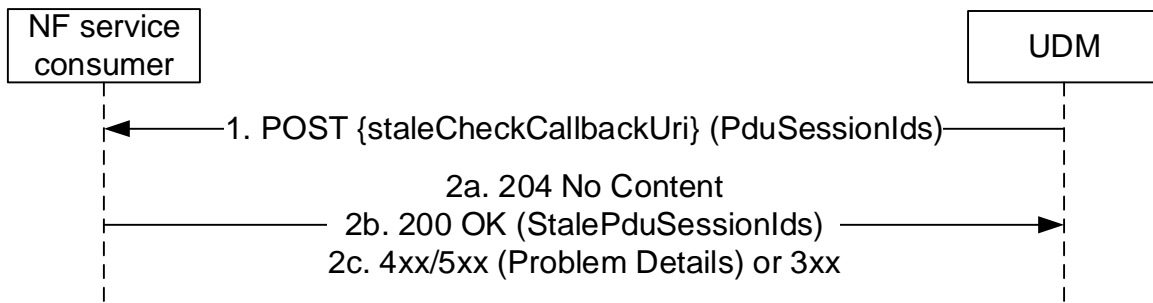 NF service
consumer
UDM
1. POST {staleCheckCallbackUri} (PduSessionIds)
2a. 204 No Content
2b. 200 OK (StalePduSessionIds)
2c. 4xx/5xx (Problem Details) or 3xx